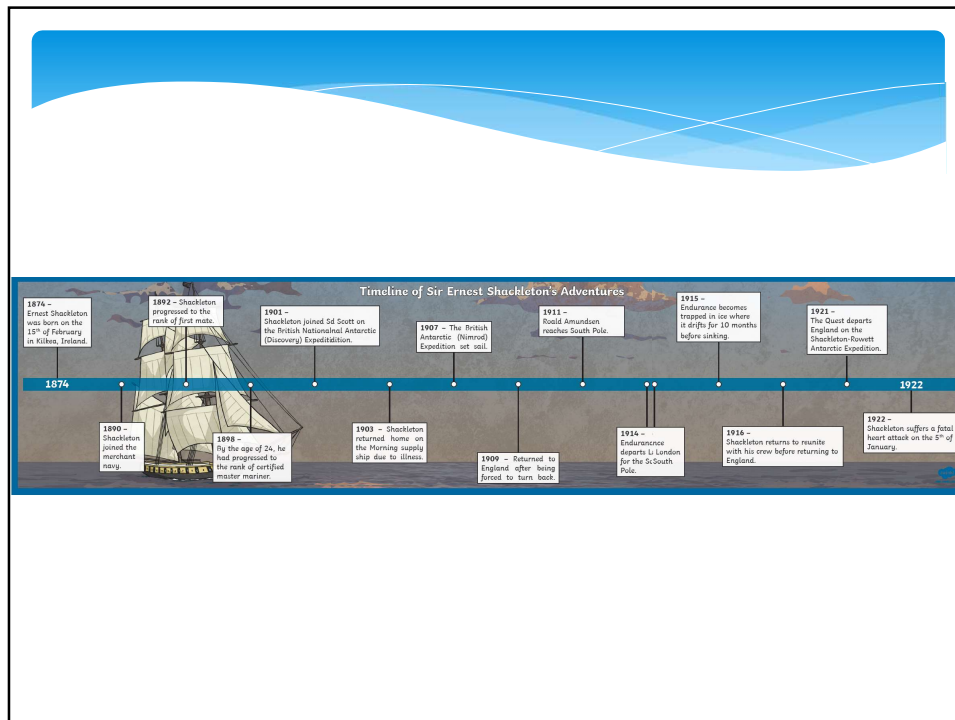 Timeline of Sir Ernest Shackleton's Adventures
1874 –
Ernest Shackleton
was born on the
15th of February
in Kilkea, Ireland.
1892 – Shackleton
progressed to the
rank of first mate.
1901 –
Shackleton joined Sd Scott on
the British Nationalnal Antarctic
(Discovery) Expeditidition.
1907 – The British
Antarctic (Nimrod)
Expedition set sail.
1911 –
Roald Amundsen
reaches South Pole.
1915 –
Endurance becomes
trapped in ice where
it drifts for 10 months
before sinking.
1921 –
The Quest departs
England on the
Shackleton-Rowett
Antarctic Expedition.
1874
1922
1890 –
Shackleton
joined the
merchant
navy.
1898 –
By the age of 24, he
had progressed to
the rank of certified
master mariner.
1903 – Shackleton
returned home on
the Morning supply
ship due to illness.
1909 – Returned to
England after being
forced to turn back.
1914 –
Endurancnce
departs Li London
for the ScSouth
Pole.
1916 –
Shackleton returns to reunite
with his crew before returning to
England.
1922 –
Shackleton suffers a fatal
heart attack on the 5th of
January.